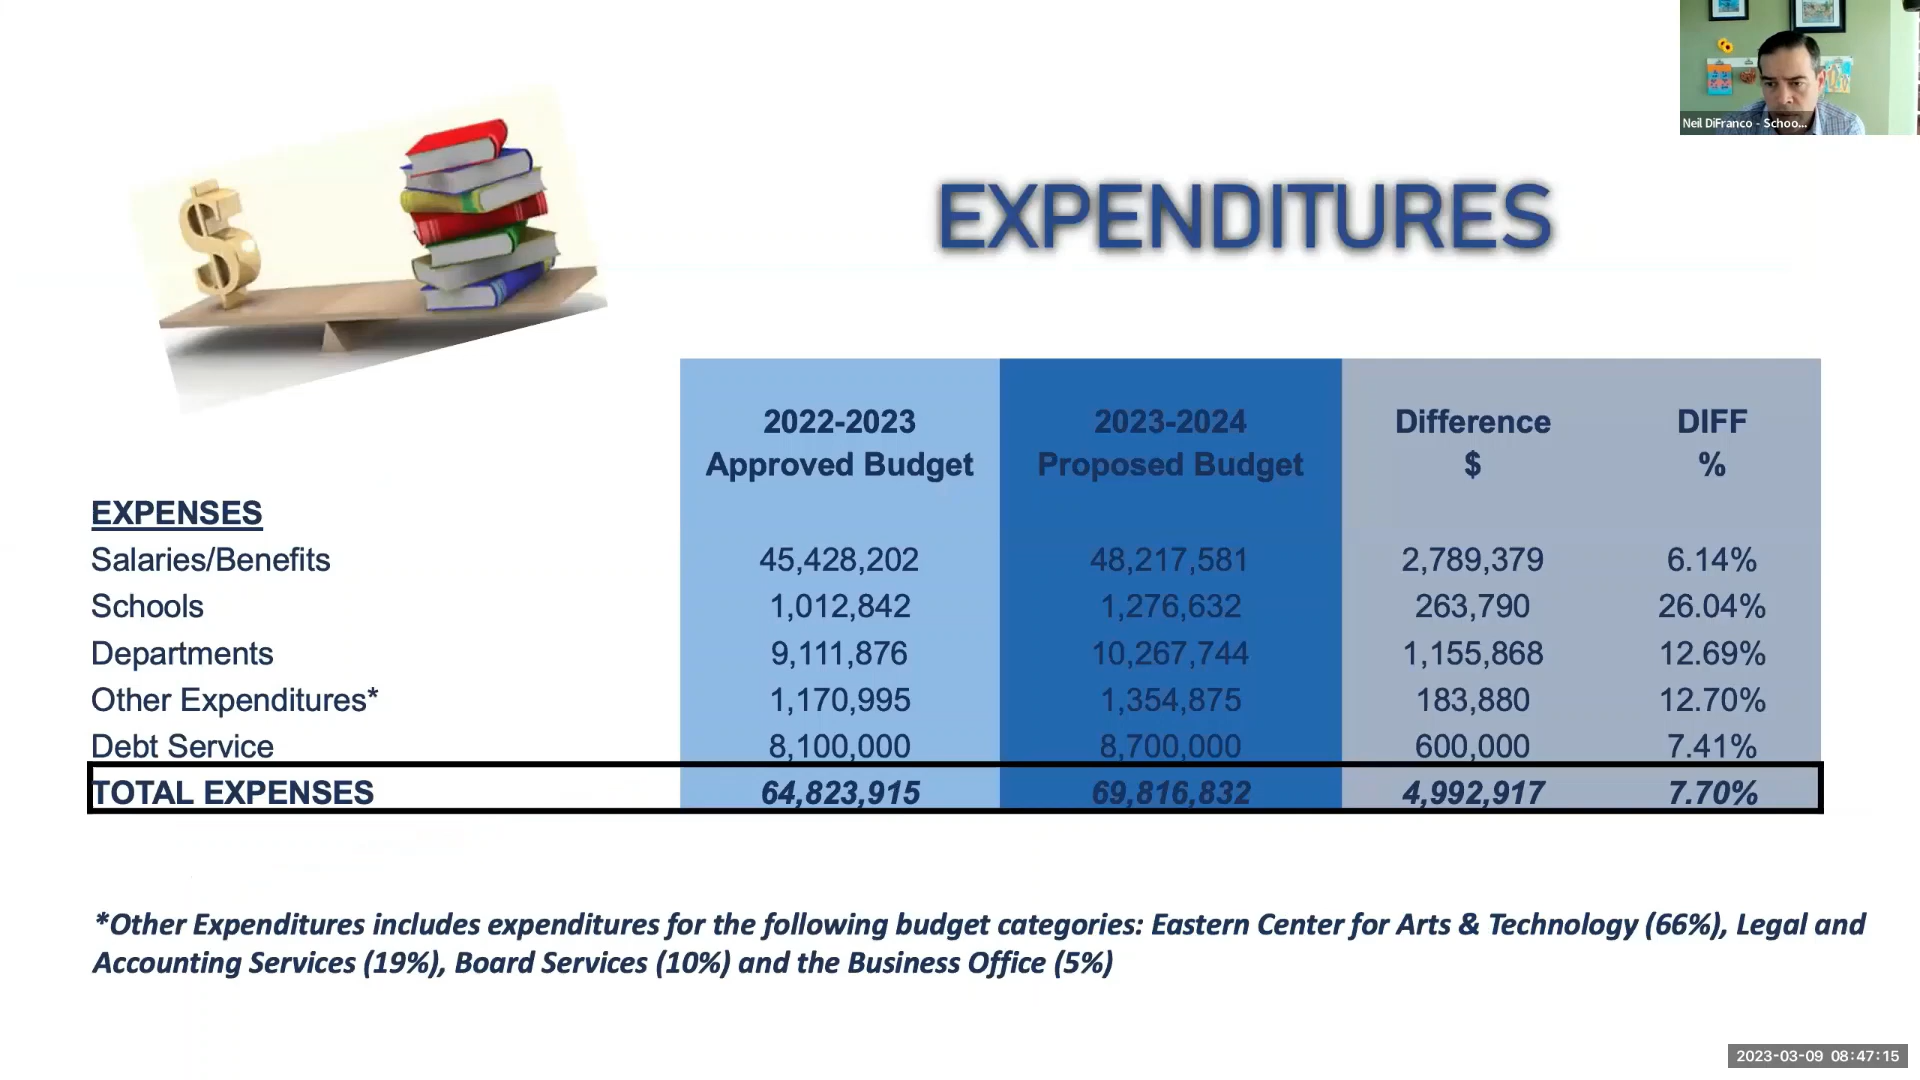 Neil DiFranco - Schoo...
EXPENDITURES
2022-2023 2023-2024 Difference DIFF
Approved Budget Proposed Budget $ %
EXPENSES
Salaries/Benefits 45,428,202 48,217,581 2,789,379 6.14%
Schools 1,012,842 1,276,632 263,790 26.04%
Departments 9,111,876 10,267,744 1,155,868 12.69%
Other Expenditures* 1,170,995 1,354,875 183,880 12.70%
Debt Service 8,100,000 8,700,000 600,000 7.41%
TOTAL EXPENSES 64,823,915 69,816,832 4,992,917 7.70%
*Other Expenditures includes expenditures for the following budget categories: Eastern Center for Arts & Technology (66%), Legal and
Accounting Services (19%), Board Services (10%) and the Business Office (5%)
2023-03-09 08:47:15